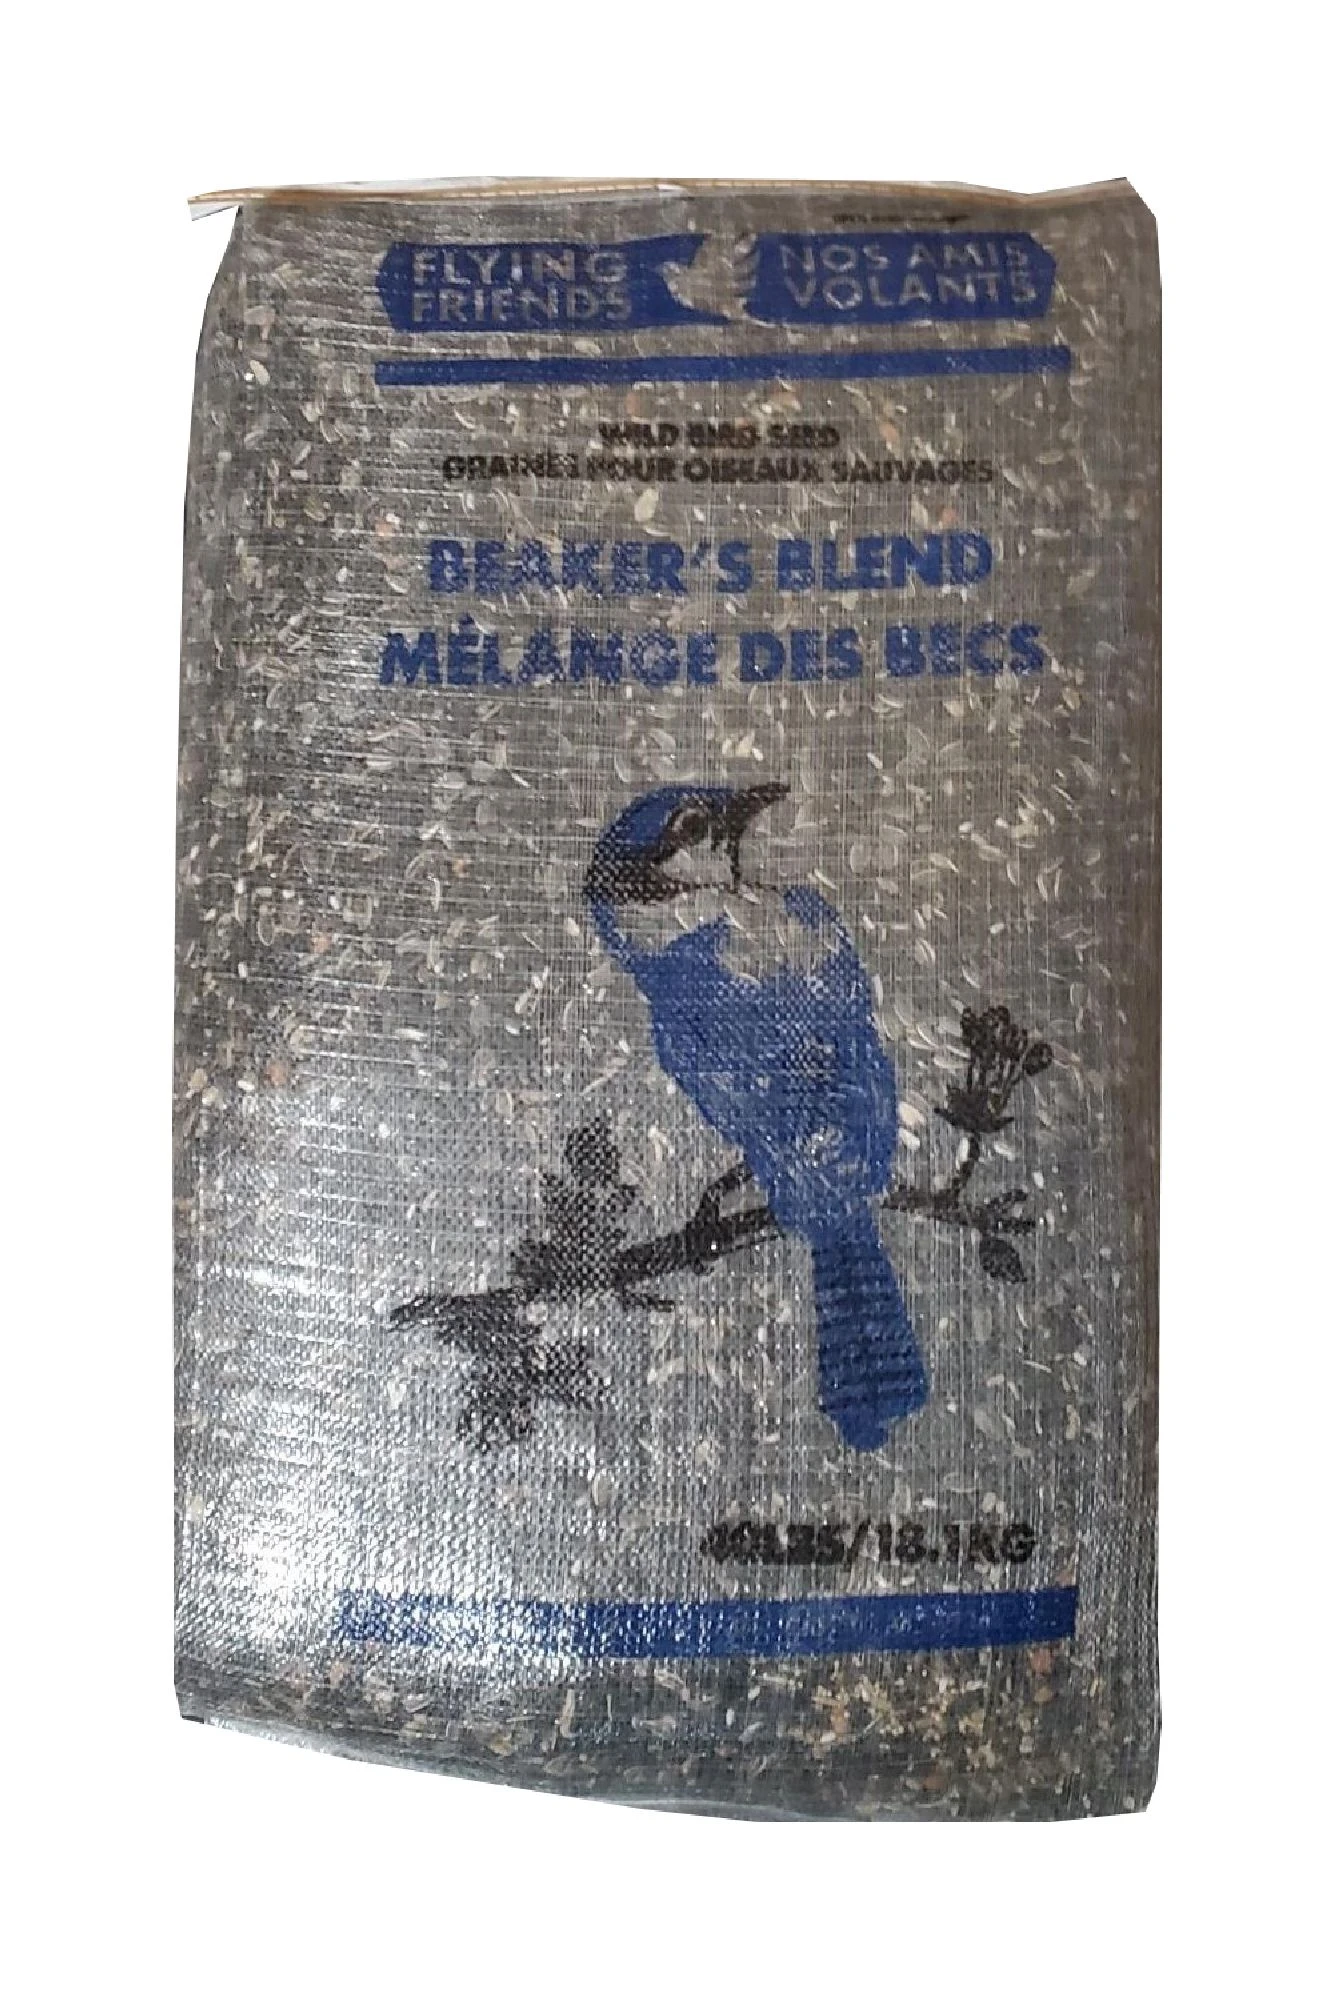 FLYING
FRIENDS
NOS AMIS
VOLANTS
WILD BIRD SEED
GRAINES POUR OISEAUX SAUVAGES
BEAKER'S BLEND
MÉLANGE DES BECS
40LBS/18.1KG